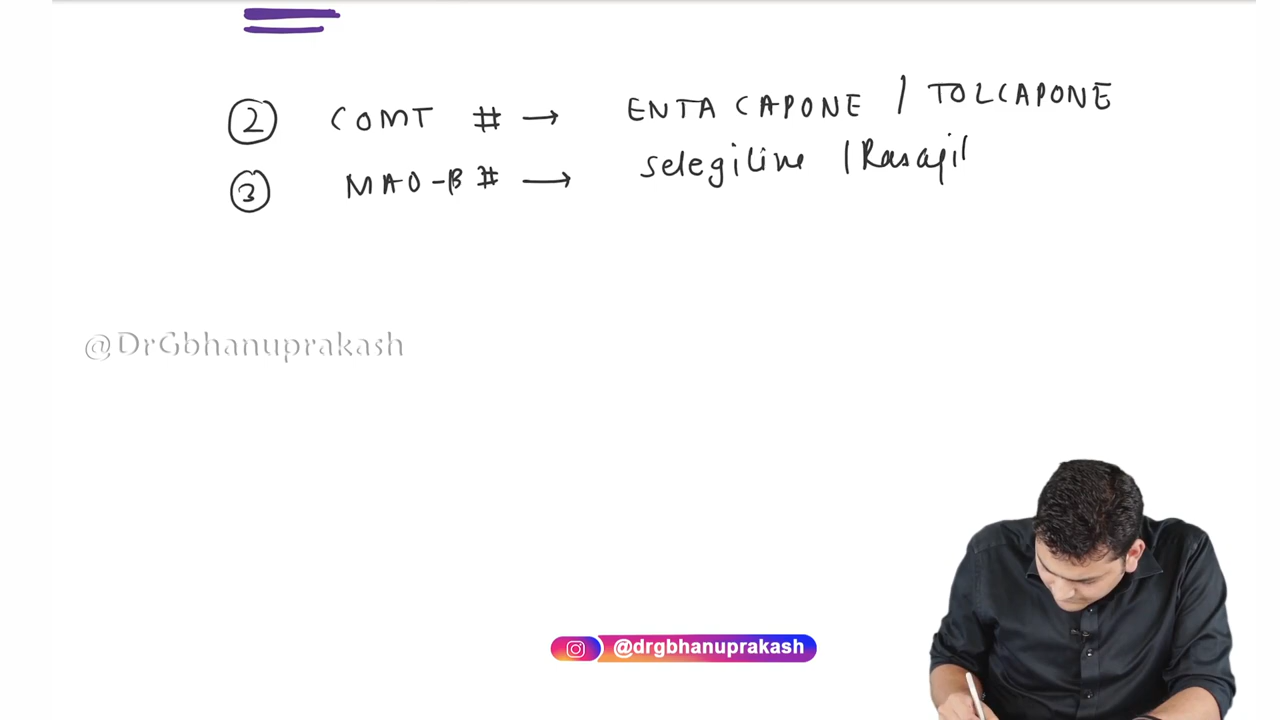 ② COMT # → ENTACAPONE / TOLCAPONE
③ MAO-B # → selegiline / Rasagil
@DrGbhanuprakash
@drgbhanuprakash